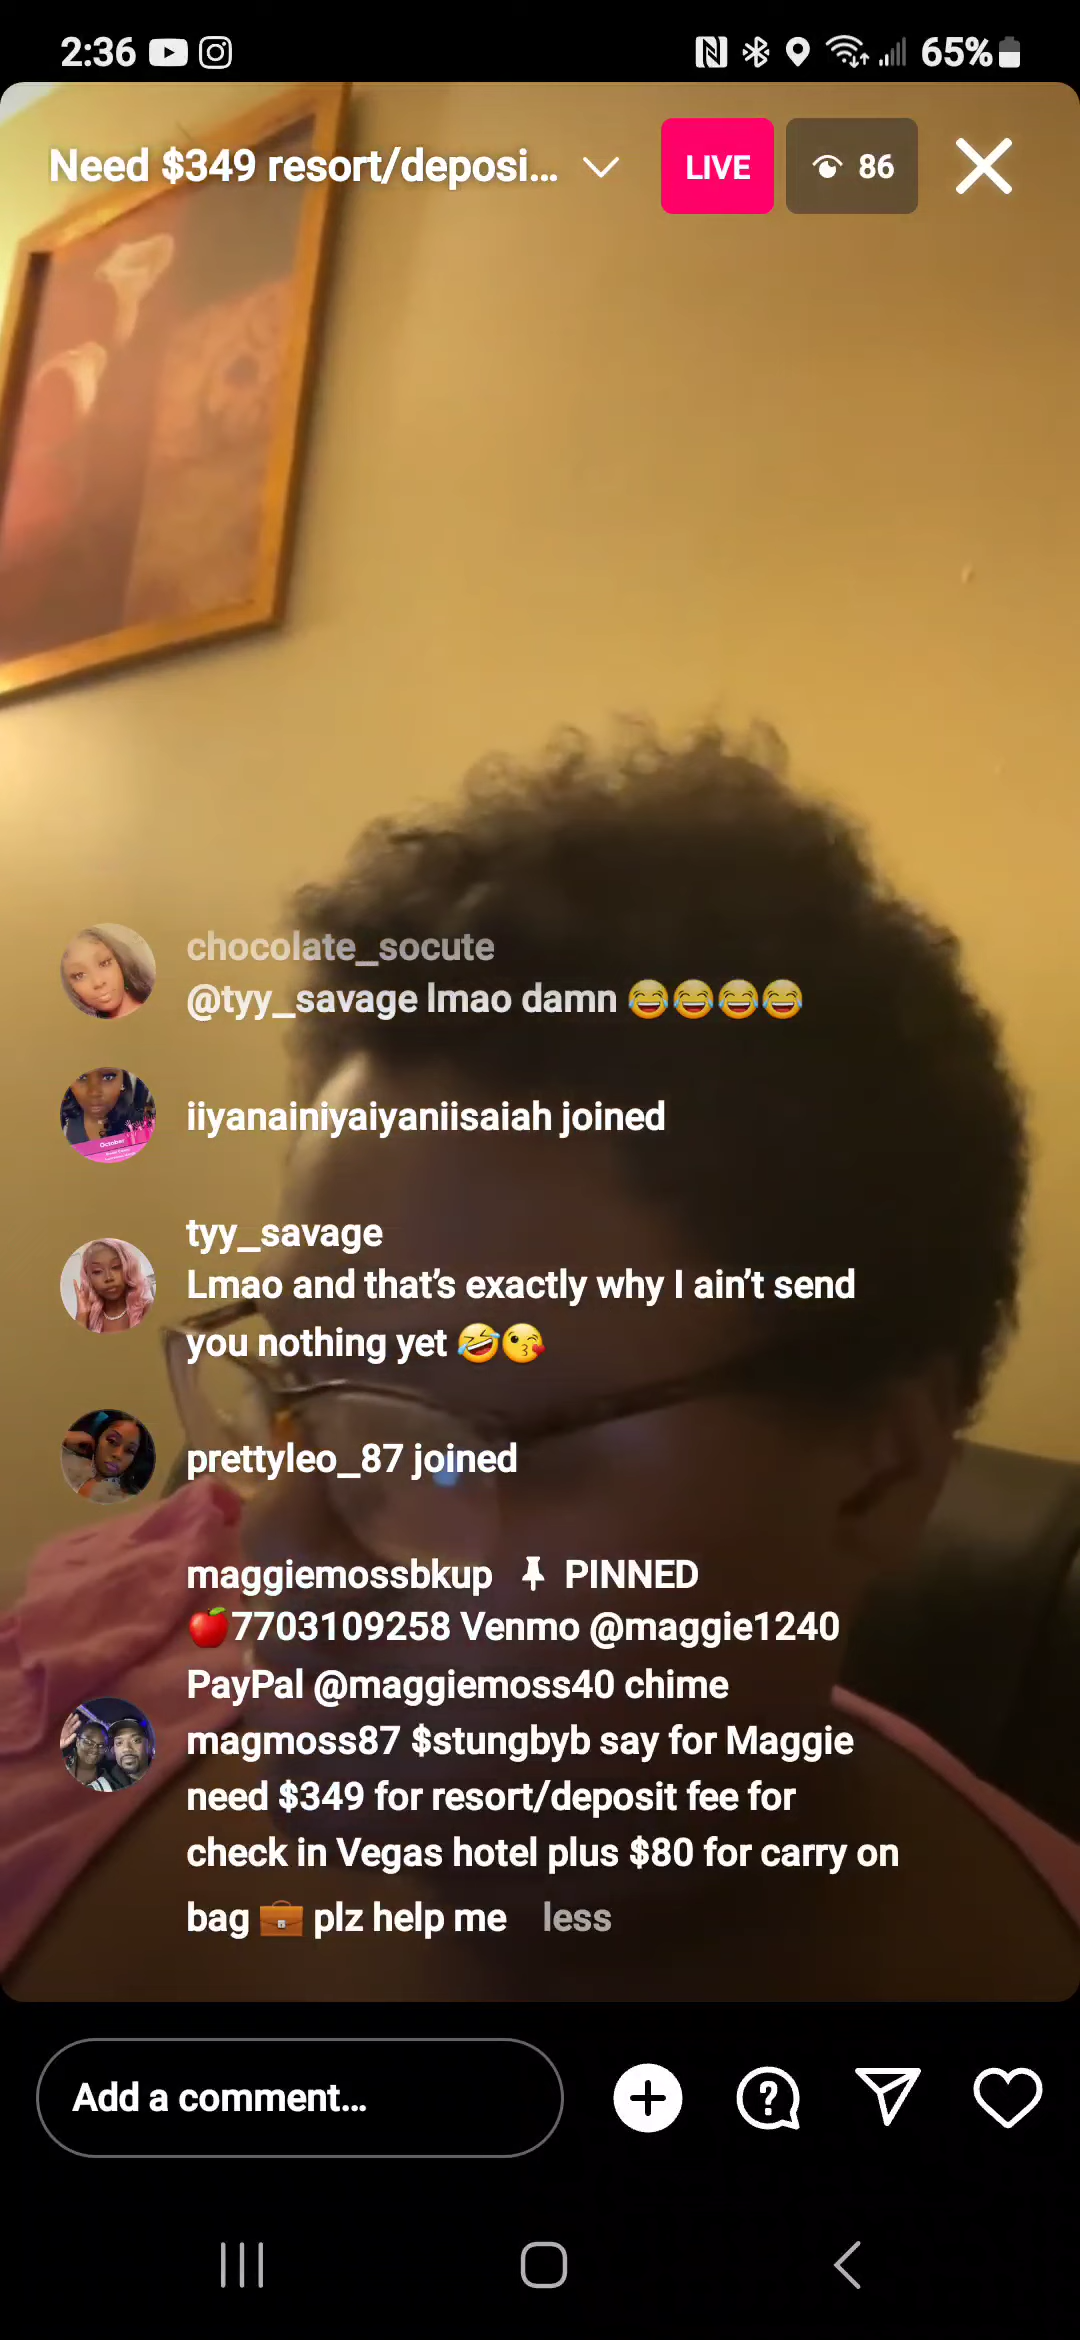 2:36
65%
Need $349 resort/deposi...
LIVE
86
chocolate_socute
@tyy_savage lmao damn 😂😂😂😂
October
iiyanainiyaiyaniisaiah joined
tyy_savage
Lmao and that's exactly why I ain't send
you nothing yet 🤣😘
prettyleo_87 joined
maggiemossbkup 📌 PINNED
🍎7703109258 Venmo @maggie1240
PayPal @maggiemoss40 chime
magmoss87 $stungbyb say for Maggie
need $349 for resort/deposit fee for
check in Vegas hotel plus $80 for carry on
bag 💼 plz help me less
Add a comment...